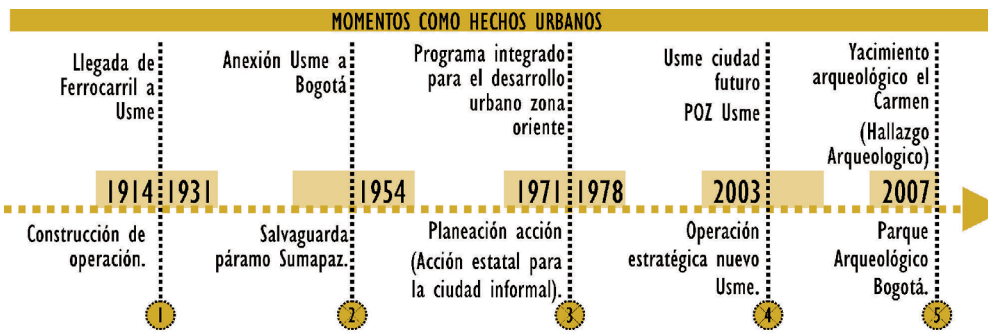 MOMENTOS COMO HECHOS URBANOS
Llegada de
Ferrocarril a
Usme
1914 1931
Construcción de
operación.
1
Anexión Usme a
Bogotá
1954
Salvaguarda
páramo Sumapaz.
2
Programa integrado
para el desarrollo
urbano zona
oriente
1971 1978
Planeación acción
(Acción estatal para
la ciudad informal).
3
Usme ciudad
futuro
POZ Usme
2003
Operación
estratégica nuevo
Usme.
4
Yacimiento
arqueológico el
Carmen
(Hallazgo
Arqueologico)
2007
Parque
Arqueológico
Bogotá.
5